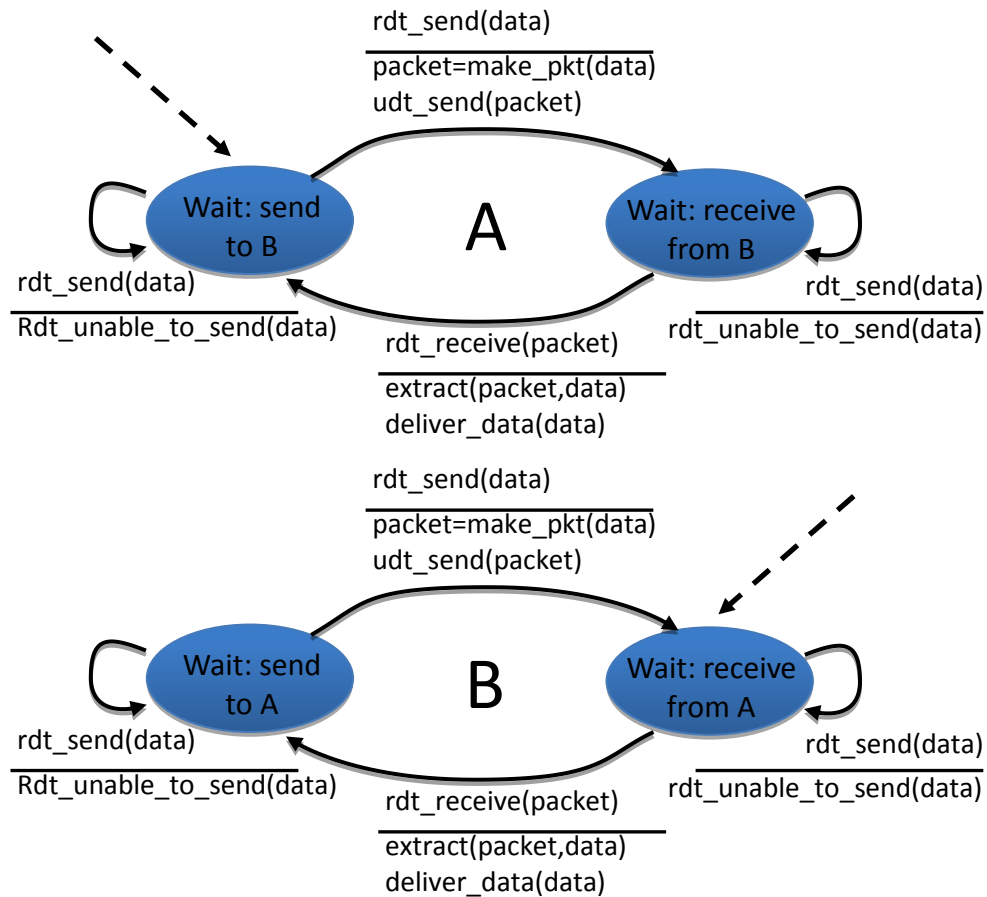 rdt_send(data)
packet=make_pkt(data)
udt_send(packet)
Wait: send
to B
A
Wait: receive
from B
rdt_send(data)
Rdt_unable_to_send(data)
rdt_send(data)
rdt_unable_to_send(data)
rdt_receive(packet)
extract(packet,data)
deliver_data(data)
rdt_send(data)
packet=make_pkt(data)
udt_send(packet)
Wait: send
to A
B
Wait: receive
from A
rdt_send(data)
Rdt_unable_to_send(data)
rdt_send(data)
rdt_unable_to_send(data)
rdt_receive(packet)
extract(packet,data)
deliver_data(data)